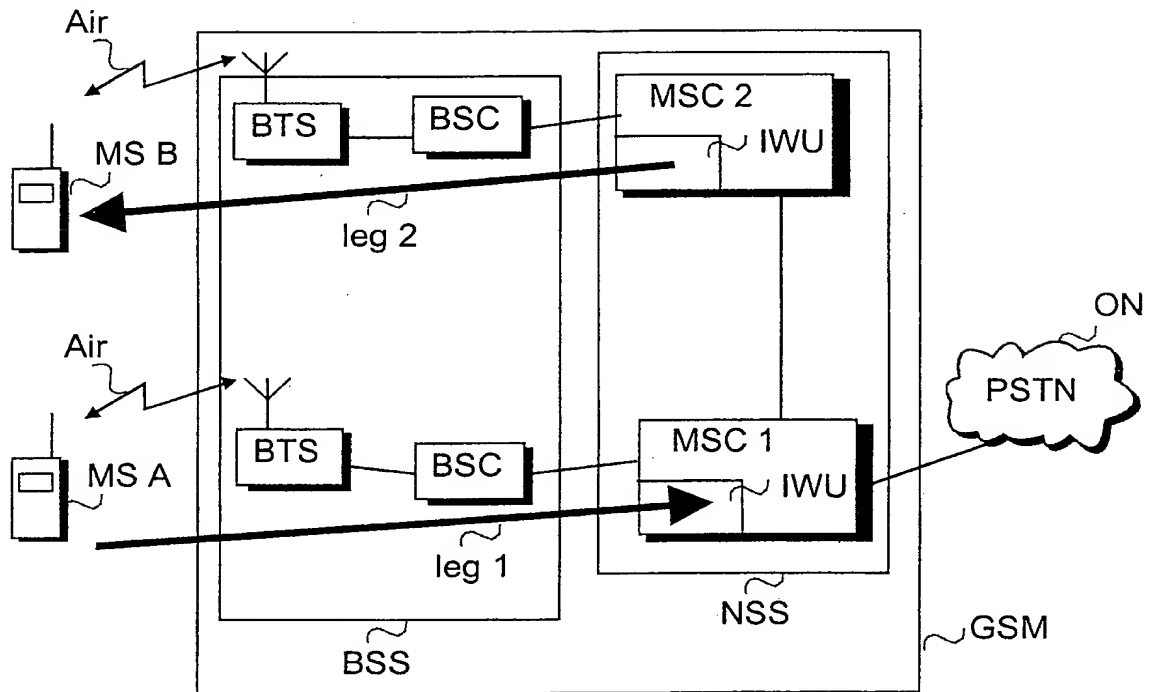 Air
BTS
BSC
MSC 2
IWU
MS B
leg 2
Air
ON
PSTN
BTS
BSC
MSC 1
IWU
MS A
leg 1
NSS
BSS
GSM